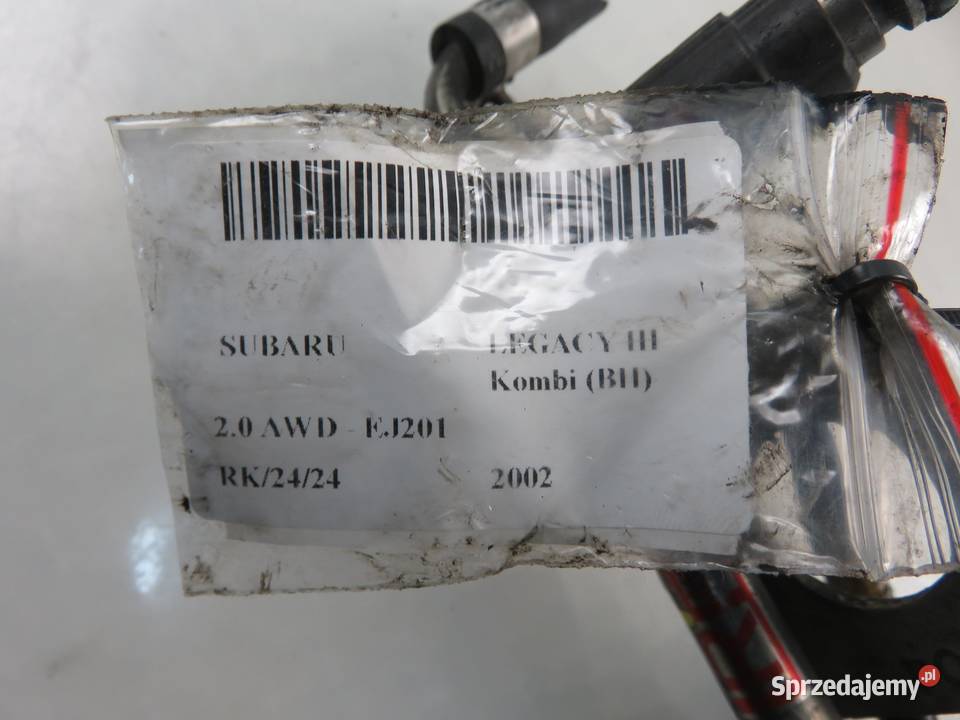 SUBARU LEGACY III
Kombi (BH)
2.0 AWD - EJ201
RK/24/24 2002
Sprzedajemy.pl